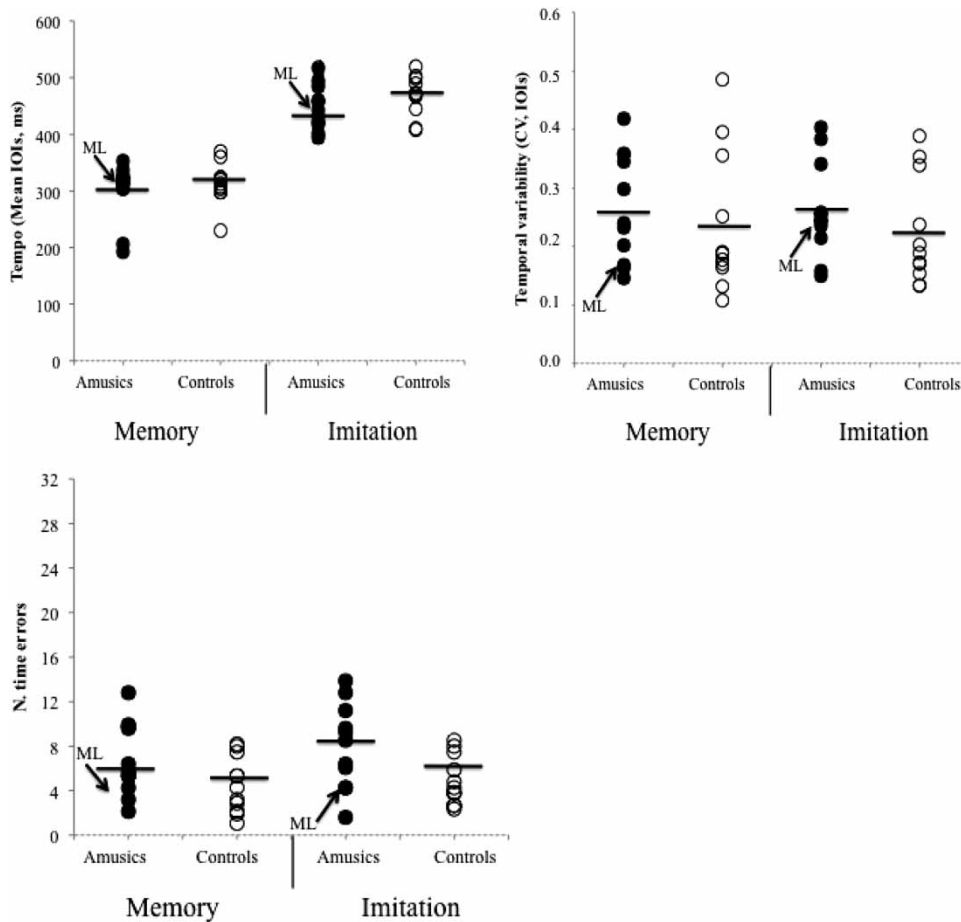 Tempo (Mean IOIs, ms)
600
500
400
300
200
100
0
ML
ML
Amusics
Controls
Amusics
Controls
Memory
Imitation
Temporal variability (CV, IOIs)
0.6
0.5
0.4
0.3
0.2
0.1
0.0
ML
ML
Amusics
Controls
Amusics
Controls
Memory
Imitation
N. time errors
32
28
24
20
16
12
8
4
0
ML
ML
Amusics
Controls
Amusics
Controls
Memory
Imitation